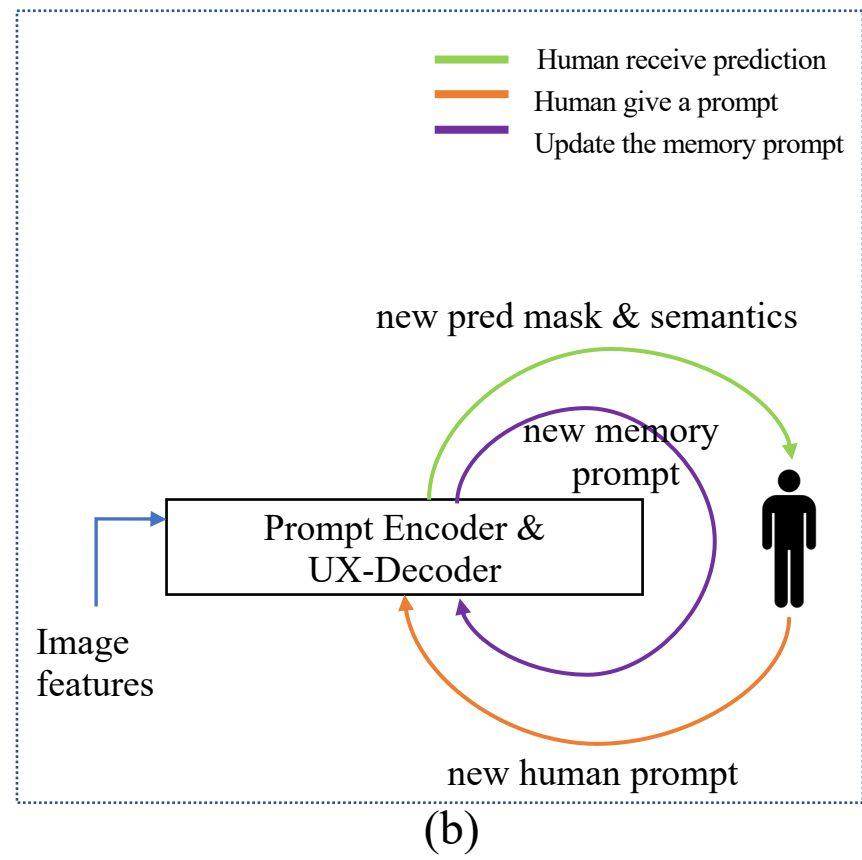 Human receive prediction
Human give a prompt
Update the memory prompt
new pred mask & semantics
new memory
prompt
Prompt Encoder &
UX-Decoder
Image
features
new human prompt
(b)